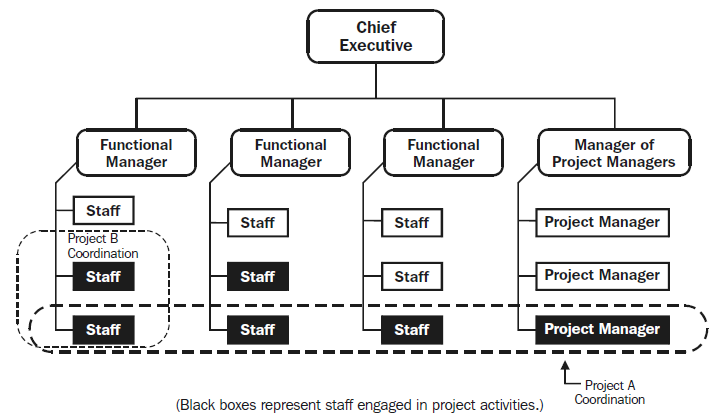 Chief
Executive
Functional
Manager
Functional
Manager
Functional
Manager
Manager of
Project Managers
Staff
Project B
Coordination
Staff
Staff
Staff
Staff
Staff
Staff
Staff
Staff
Project Manager
Project Manager
Project Manager
Project A
Coordination
(Black boxes represent staff engaged in project activities.)